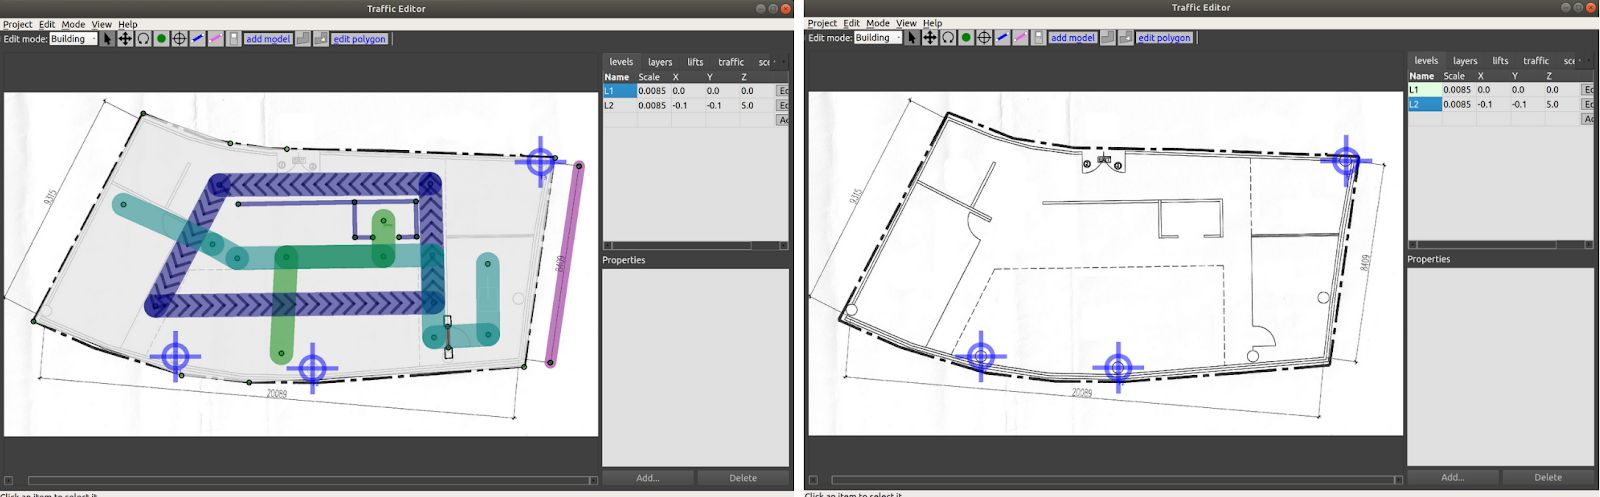 Traffic Editor
Project Edit Mode View Help
Edit mode: Building
add model
edit polygon
levels layers lifts traffic
Name Scale X Y Z
L1 0.0085 0.0 0.0 0.0
L2 0.0085 -0.1 -0.1 5.0
Properties
9315
8409
20089
Add... Delete
Click an item to select it
Traffic Editor
Project Edit Mode View Help
Edit mode: Building
add model
edit polygon
levels layers lifts traffic
Name Scale X Y Z
L1 0.0085 0.0 0.0 0.0
L2 0.0085 -0.1 -0.1 5.0
Properties
9315
8409
20089
Add... Delete
Click an item to select it